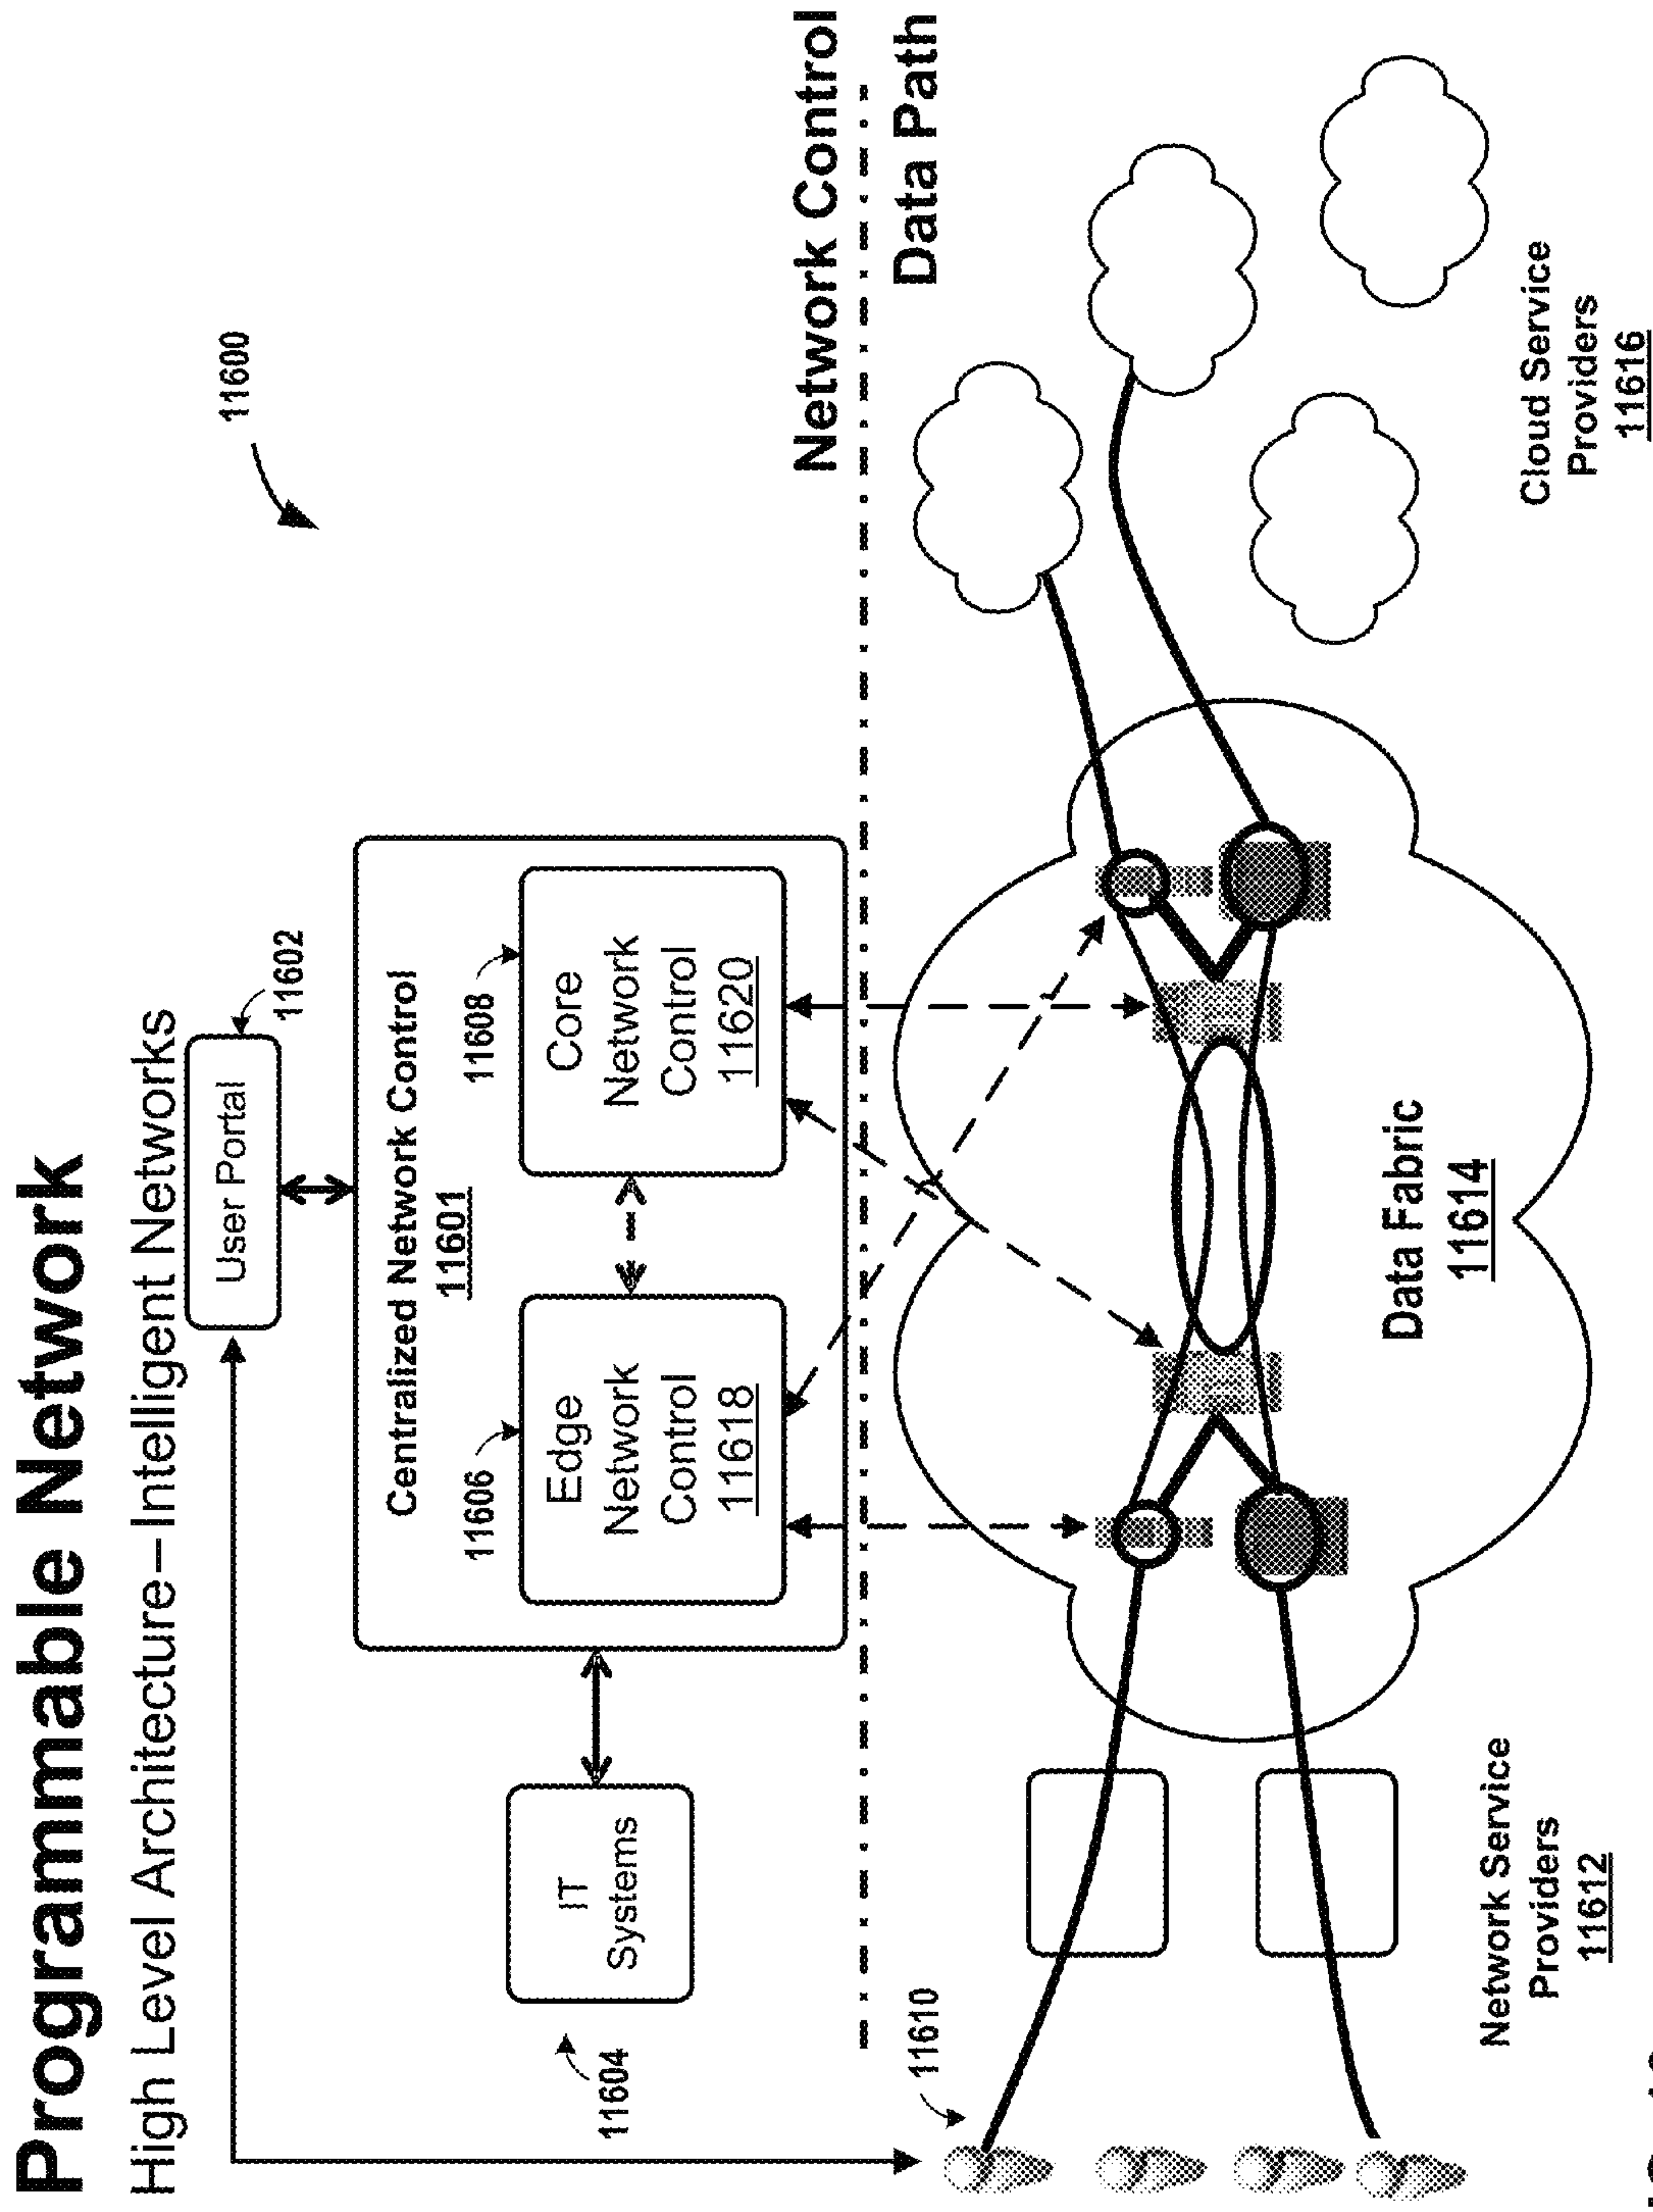 Programmable Network
High Level Architecture–Intelligent Networks
11600
User Portal
11602
Centralized Network Control
11601
11606
Edge
Network
Control
11618
11608
Core
Network
Control
11620
IT
Systems
11604
Network Control
Data Path
11610
Network Service
Providers
11612
Data Fabric
11614
Cloud Service
Providers
11616